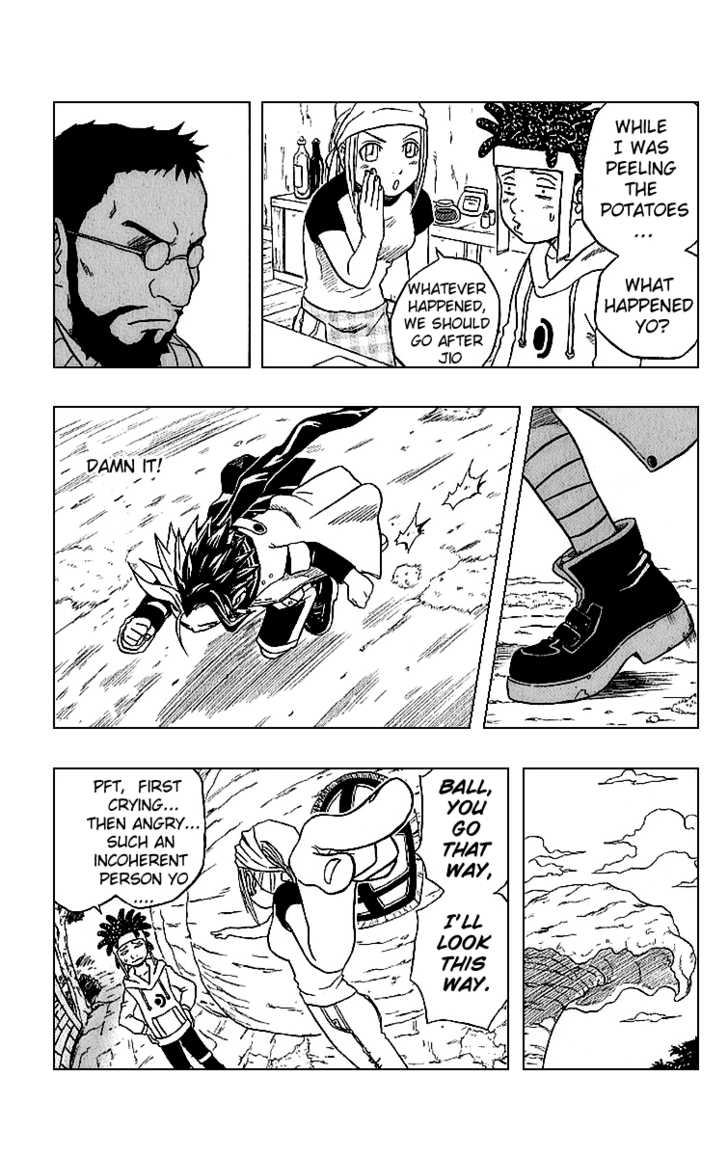 WHILE
I WAS
PEELING
THE
POTATOES
...
WHAT
HAPPENED
YO?
WHATEVER
HAPPENED,
WE SHOULD
GO AFTER
JIO
DAMN IT!
BALL,
YOU
GO
THAT
WAY,
I'LL
LOOK
THIS
WAY.
PFT, FIRST
CRYING...
THEN ANGRY...
SUCH AN
INCOHERENT
PERSON YO
....